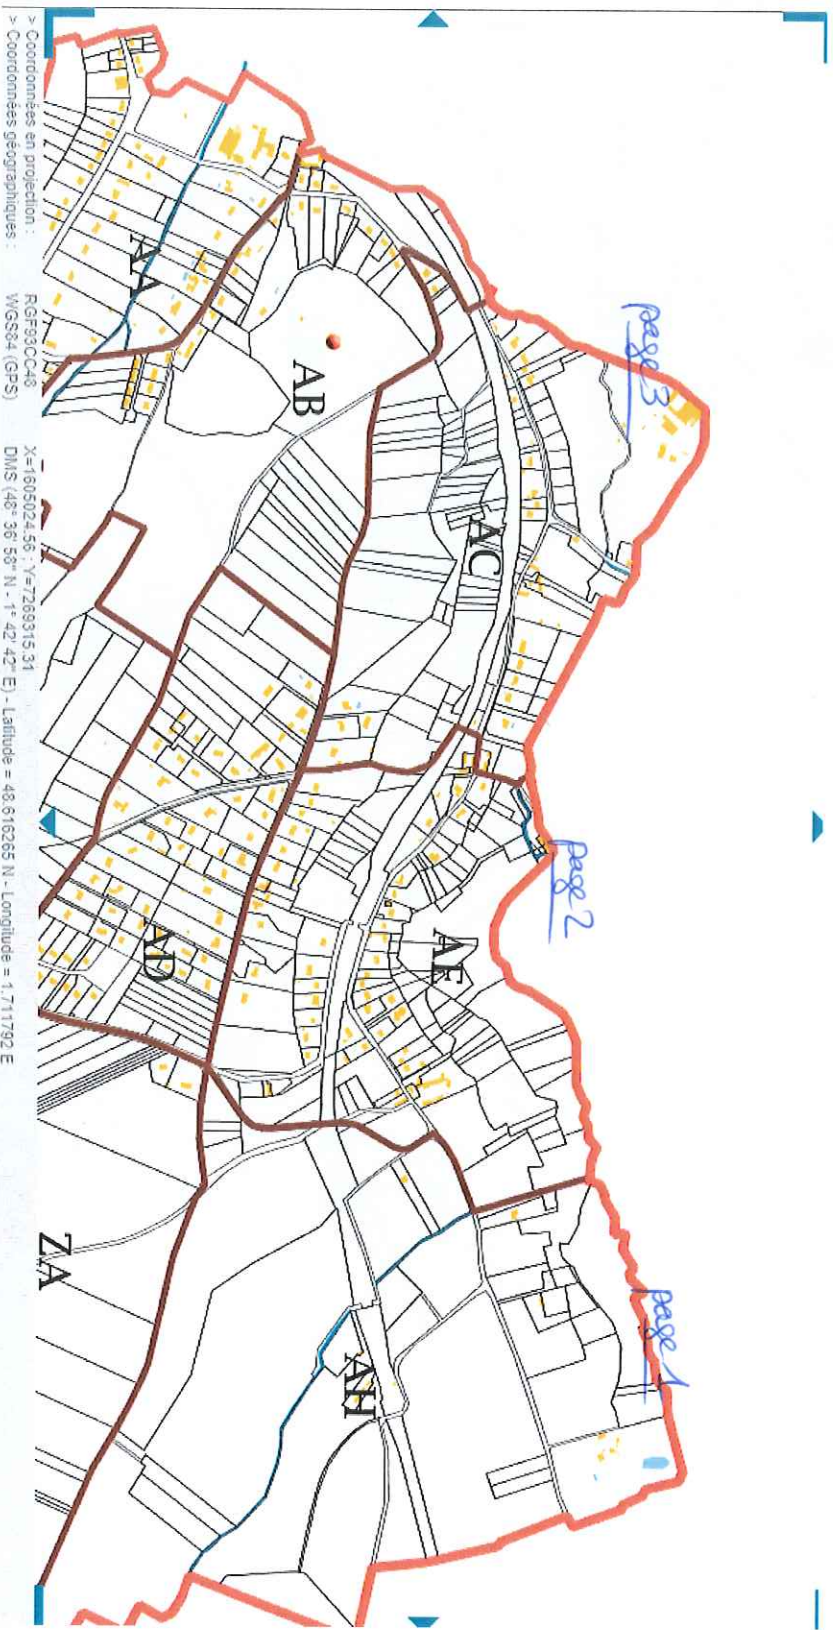 page 3
page 2
page 1
AA
AB
AC
AD
AE
AH
ZA
> Coordonnées en projection : RGF93CC48 X=1605024.56 ; Y=7269315.31
> Coordonnées géographiques : WGS84 (GPS) DMS (48° 36' 58" N - 1° 42' 42" E) - Latitude = 48.616265 N - Longitude = 1.711792 E